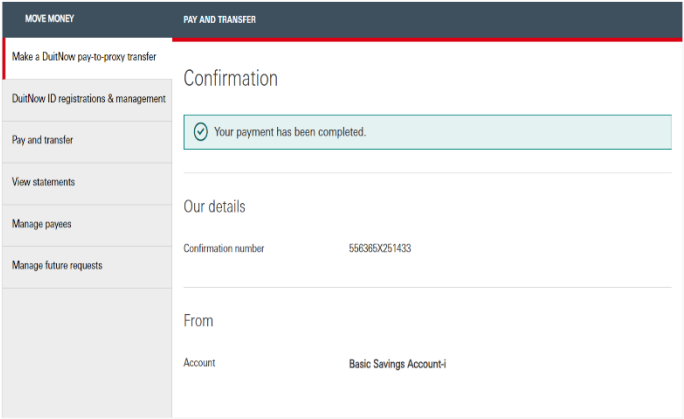 MOVE MONEY
Make a DuitNow pay-to-proxy transfer
DuitNow ID registrations & management
Pay and transfer
View statements
Manage payees
Manage future requests
PAY AND TRANSFER
Confirmation
Your payment has been completed.
Our details
Confirmation number 556365X251433
From
Account Basic Savings Account-i